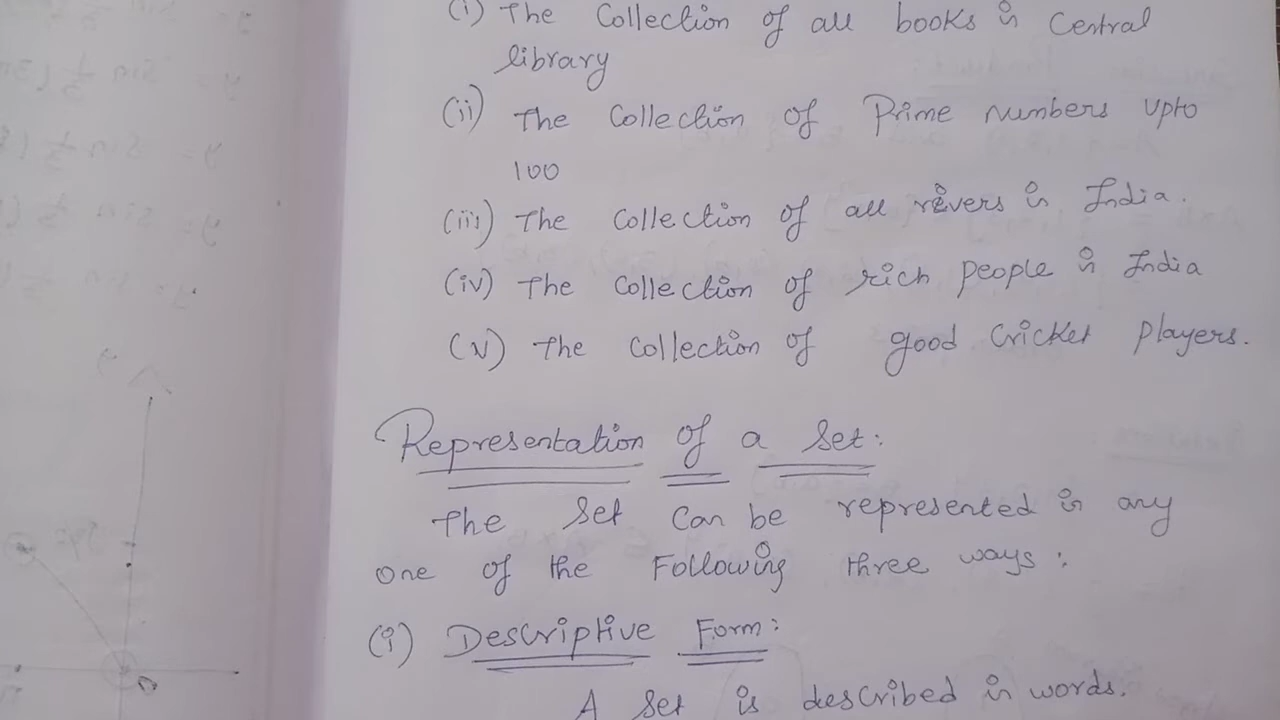 (i) The Collection of all books in Central
library
(ii) The Collection of Prime numbers upto
100
(iii) The Collection of all rivers in India.
(iv) The Collection of rich people in India
(v) The Collection of good Cricket players.
Representation of a Set:
The Set Can be represented in any
One of the Following three ways:
(i) Descriptive Form:
A Set is described in words.